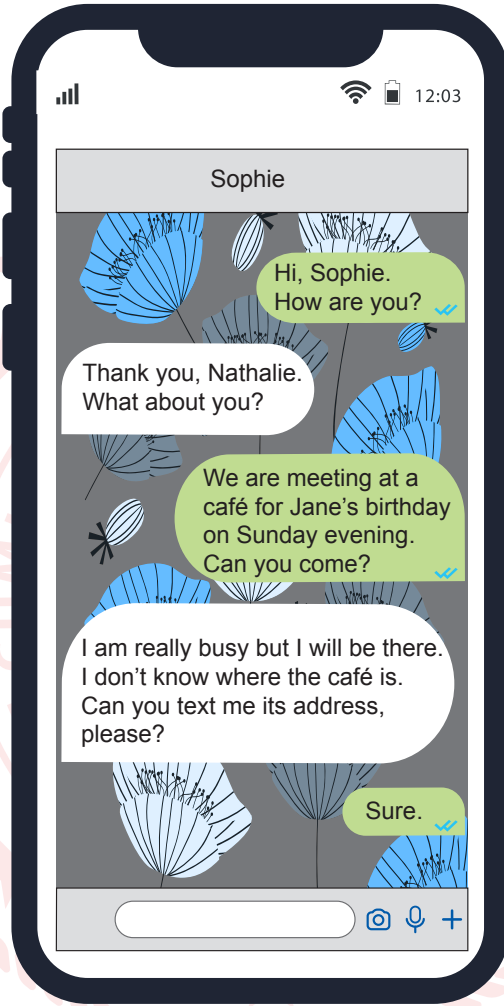 12:03
Sophie
Hi, Sophie.
How are you?
Thank you, Nathalie.
What about you?
We are meeting at a
café for Jane's birthday
on Sunday evening.
Can you come?
I am really busy but I will be there.
I don't know where the café is.
Can you text me its address,
please?
Sure.